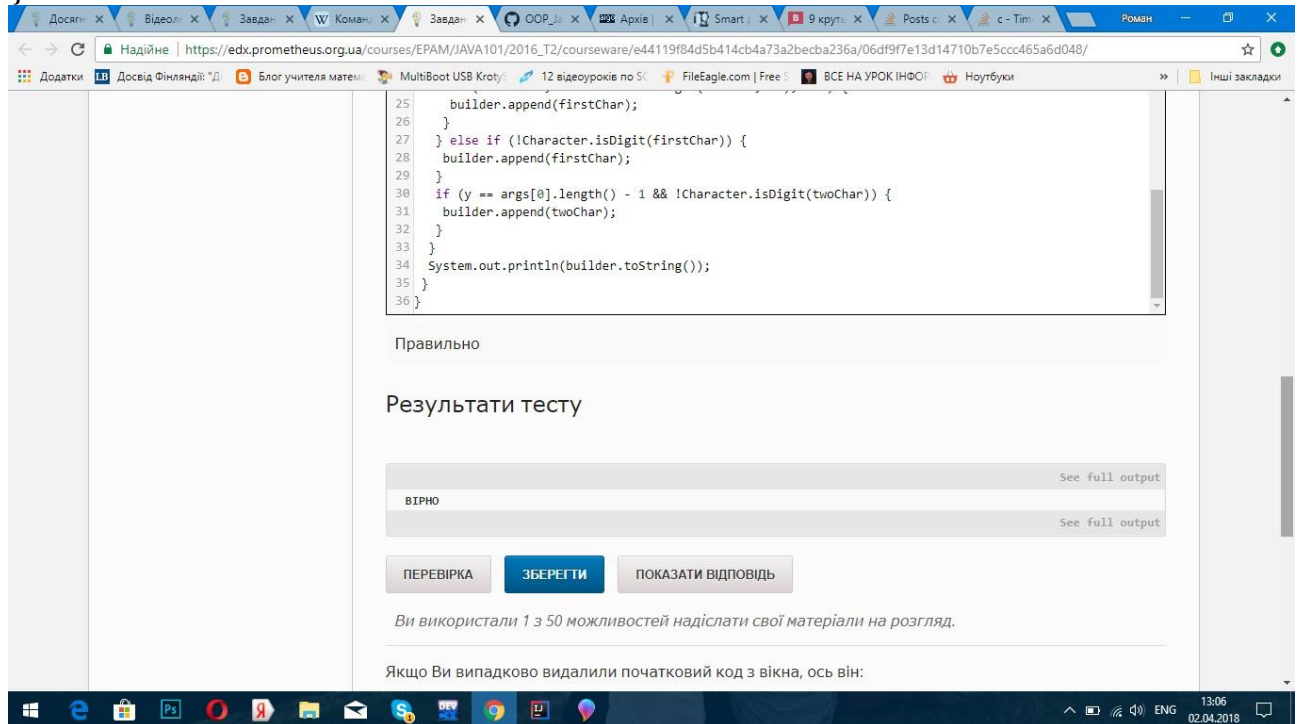 Досягн
Відеол
Завдан
Команд
Завдан
OOP_Ja
Архів |
Smart p
9 круть
Posts c
c - Tim
Роман
Надійне | https://edx.prometheus.org.ua/courses/EPAM/JAVA101/2016_T2/courseware/e44119f84d5b414cb4a73a2becba236a/06df9f7e13d14710b7e5ccc465a6d048/
Додатки
Досвід Фінляндії: "Д
Блог учителя матема
MultiBoot USB Kroty
12 відеоуроків по SC
FileEagle.com | Free S
ВСЕ НА УРОК ІНФОР
Ноутбуки
»
Інші закладки
25 builder.append(firstChar);
26 }
27 } else if (!Character.isDigit(firstChar)) {
28 builder.append(firstChar);
29 }
30 if (y == args[0].length() - 1 && !Character.isDigit(twoChar)) {
31 builder.append(twoChar);
32 }
33 }
34 System.out.println(builder.toString());
35 }
36 }
Правильно
Результати тесту
See full output
ВІРНО
See full output
ПЕРЕВІРКА
ЗБЕРЕГТИ
ПОКАЗАТИ ВІДПОВІДЬ
Ви використали 1 з 50 можливостей надіслати свої матеріали на розгляд.
Якщо Ви випадково видалили початковий код з вікна, ось він:
ENG
13:06
02.04.2018